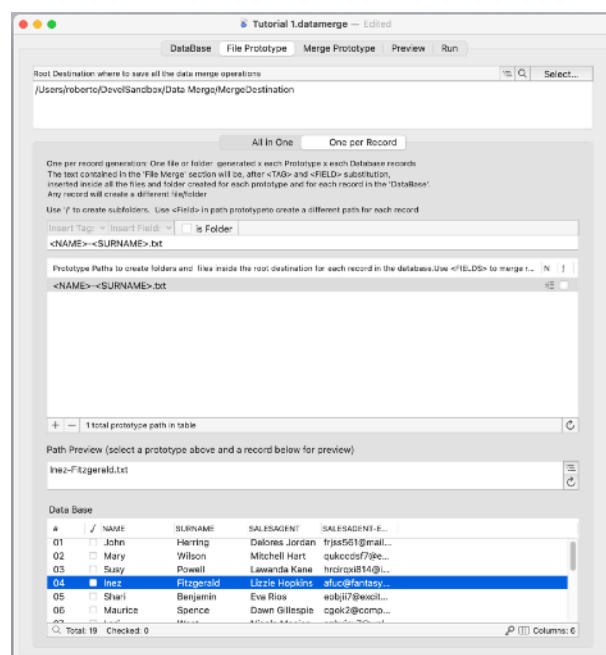 Tutorial 1.datamerge — Edited
DataBase File Prototype Merge Prototype Preview Run
Root Destination where to save all the data merge operations
Select...
/Users/roberto/DevelSandbox/Data Merge/MergeDestination
All in One One per Record
One per record generation: One file or folder generated x each Prototype x each Database records
The text contained in the 'File Merge' section will be, after <TAG> and <FIELD> substitution,
inserted inside all the files and folder created for each prototype and for each record in the 'DataBase'.
Any record will create a different file/folder
Use '/' to create subfolders. Use <Field> in path prototypeto create a different path for each record
Insert Tag: Insert Field: is Folder
<NAME>-<SURNAME>.txt
Prototype Paths to create folders and files inside the root destination for each record in the database.Use <FIELDS> to merge r... N
<NAME>-<SURNAME>.txt
+ − 1 total prototype path in table
Path Preview (select a prototype above and a record below for preview)
Inez-Fitzgerald.txt
Data Base
# √ NAME SURNAME SALESAGENT SALESAGENT-E...
01 John Herring Delores Jordan frjss561@mail...
02 Mary Wilson Mitchell Hart qukccdsf7@e...
03 Susy Powell Lawanda Kane hrcirqxi814@i...
04 Inez Fitzgerald Lizzie Hopkins afuc@fantasy...
05 Shari Benjamin Eva Rios eobjii7@excit...
06 Maurice Spence Dawn Gillespie cgok2@comp...
Total: 19 Checked: 0 Columns: 6